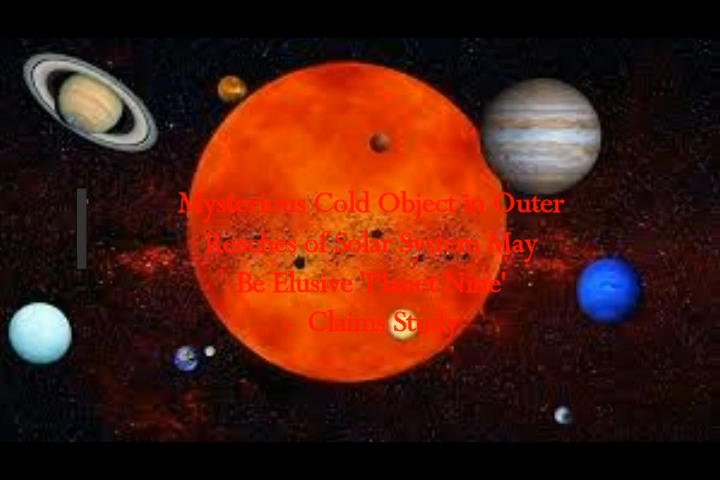 Mysterious Cold Object in Outer
Reaches of Solar System May
Be Elusive 'Planet Nine'
Claims Study